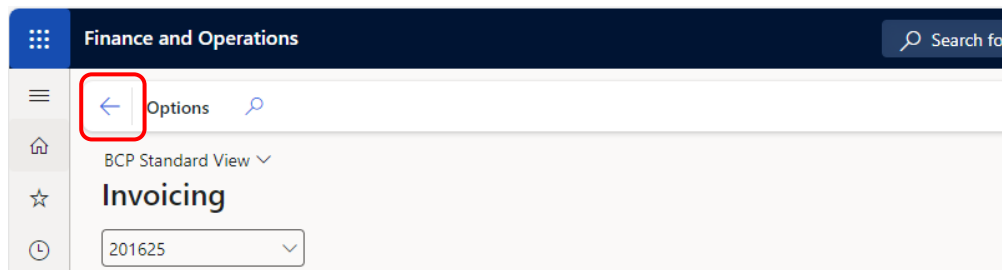 Finance and Operations
Search fo
Options
BCP Standard View
Invoicing
201625